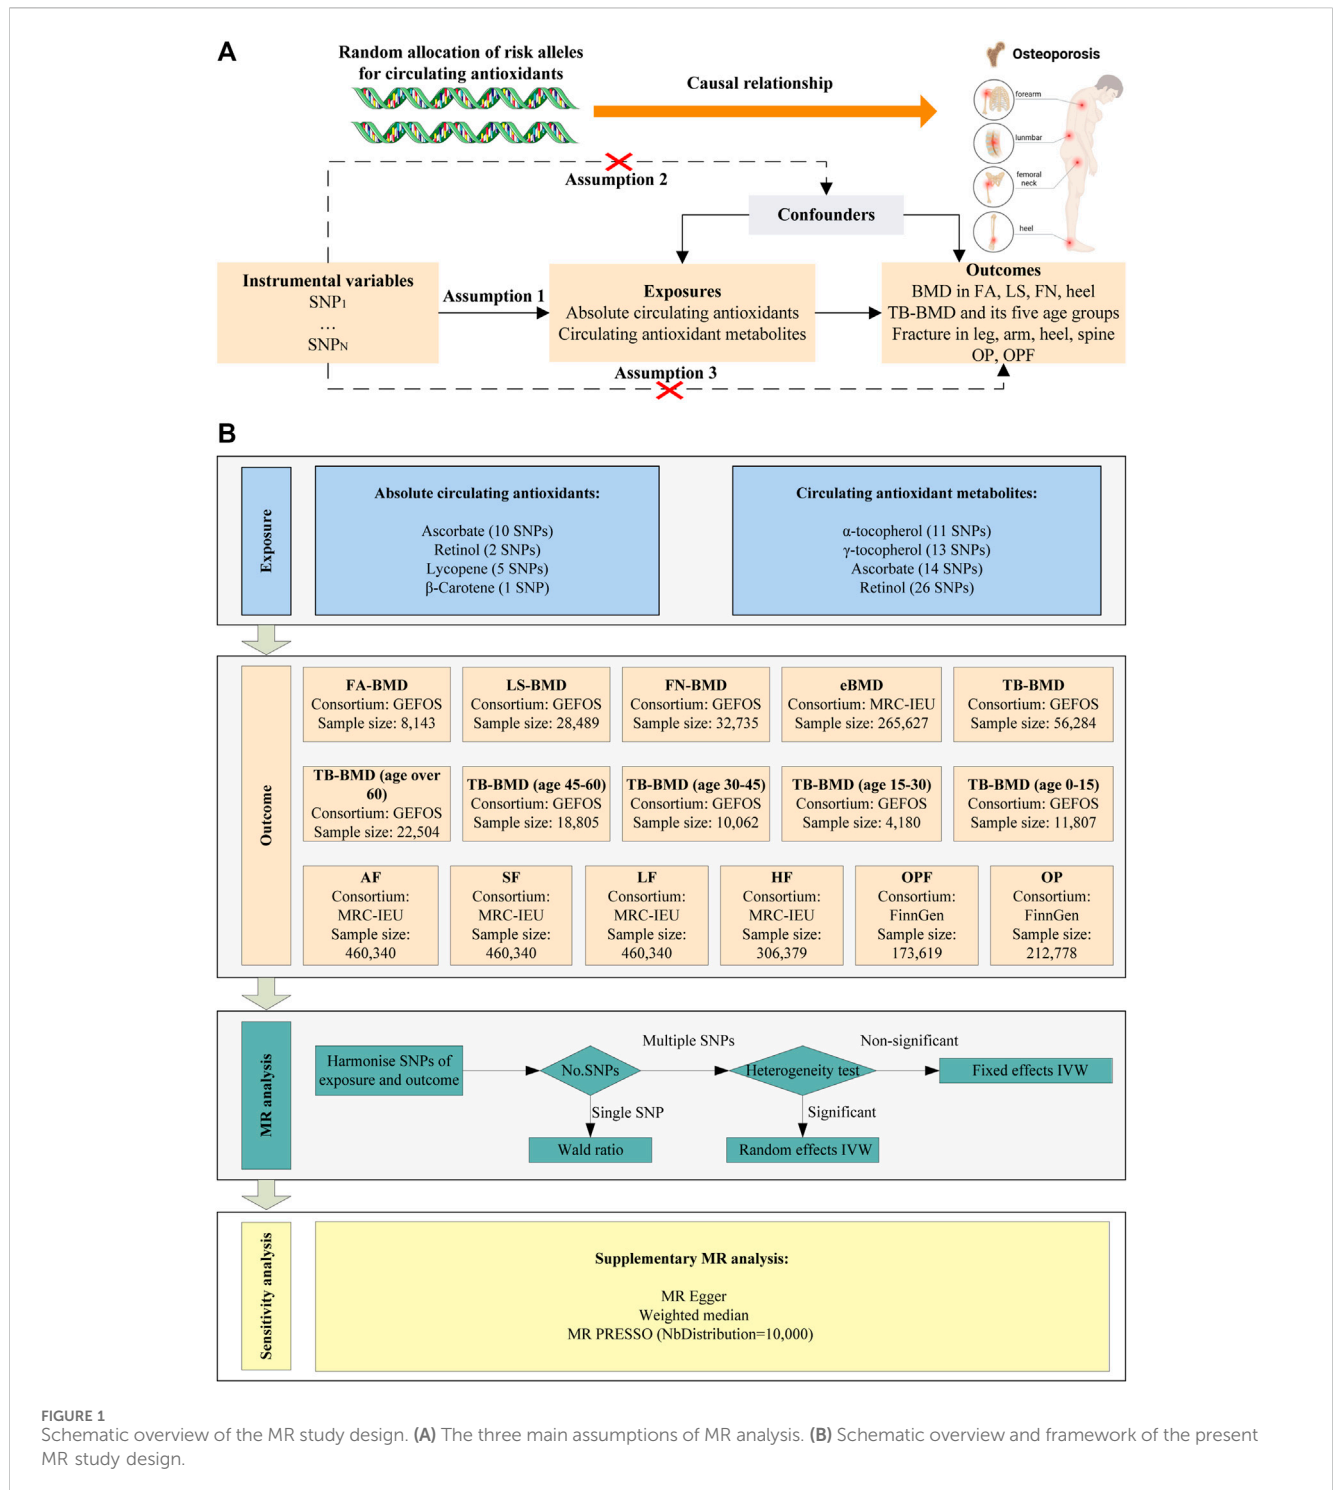 A
Random allocation of risk alleles
for circulating antioxidants
Causal relationship
Osteoporosis
forearm
lunmbar
femoral
neck
heel
Assumption 2
Confounders
Instrumental variables
SNP1
...
SNPN
Assumption 1
Exposures
Absolute circulating antioxidants
Circulating antioxidant metabolites
Outcomes
BMD in FA, LS, FN, heel
TB-BMD and its five age groups
Fracture in leg, arm, heel, spine
OP, OPF
Assumption 3
B
Exposure
Absolute circulating antioxidants:
Ascorbate (10 SNPs)
Retinol (2 SNPs)
Lycopene (5 SNPs)
β-Carotene (1 SNP)
Circulating antioxidant metabolites:
α-tocopherol (11 SNPs)
γ-tocopherol (13 SNPs)
Ascorbate (14 SNPs)
Retinol (26 SNPs)
Outcome
FA-BMD
Consortium: GEFOS
Sample size: 8,143
LS-BMD
Consortium: GEFOS
Sample size: 28,489
FN-BMD
Consortium: GEFOS
Sample size: 32,735
eBMD
Consortium: MRC-IEU
Sample size: 265,627
TB-BMD
Consortium: GEFOS
Sample size: 56,284
TB-BMD (age over
60)
Consortium: GEFOS
Sample size: 22,504
TB-BMD (age 45-60)
Consortium: GEFOS
Sample size: 18,805
TB-BMD (age 30-45)
Consortium: GEFOS
Sample size: 10,062
TB-BMD (age 15-30)
Consortium: GEFOS
Sample size: 4,180
TB-BMD (age 0-15)
Consortium: GEFOS
Sample size: 11,807
AF
Consortium:
MRC-IEU
Sample size:
460,340
SF
Consortium:
MRC-IEU
Sample size:
460,340
LF
Consortium:
MRC-IEU
Sample size:
460,340
HF
Consortium:
MRC-IEU
Sample size:
306,379
OPF
Consortium:
FinnGen
Sample size:
173,619
OP
Consortium:
FinnGen
Sample size:
212,778
MR analysis
Harmonise SNPs of
exposure and outcome
No.SNPs
Multiple SNPs
Heterogeneity test
Non-significant
Fixed effects IVW
Single SNP
Significant
Wald ratio
Random effects IVW
Sensitivity analysis
Supplementary MR analysis:
MR Egger
Weighted median
MR PRESSO (NbDistribution=10,000)
FIGURE 1
Schematic overview of the MR study design. (A) The three main assumptions of MR analysis. (B) Schematic overview and framework of the present
MR study design.